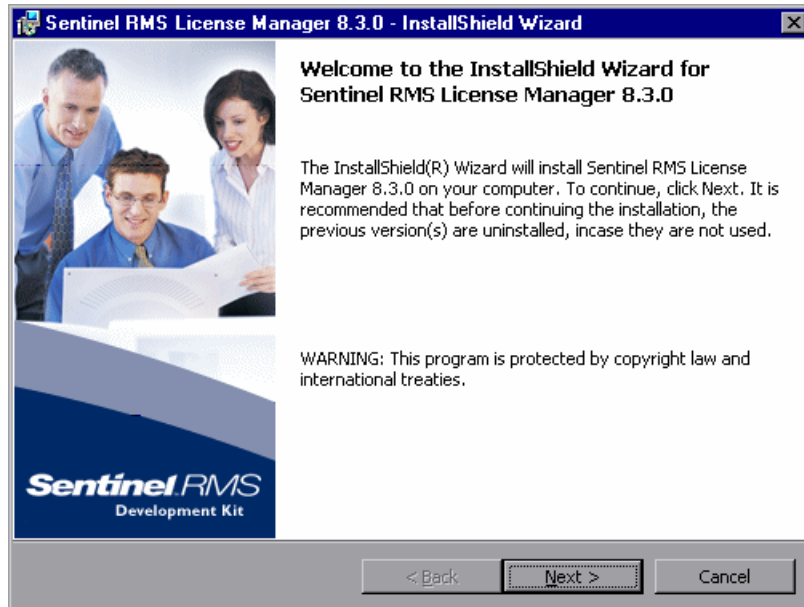 Sentinel RMS License Manager 8.3.0 - InstallShield Wizard
Welcome to the InstallShield Wizard for
Sentinel RMS License Manager 8.3.0
The InstallShield(R) Wizard will install Sentinel RMS License
Manager 8.3.0 on your computer. To continue, click Next. It is
recommended that before continuing the installation, the
previous version(s) are uninstalled, incase they are not used.
WARNING: This program is protected by copyright law and
international treaties.
Sentinel RMS
Development Kit
< Back
Next >
Cancel